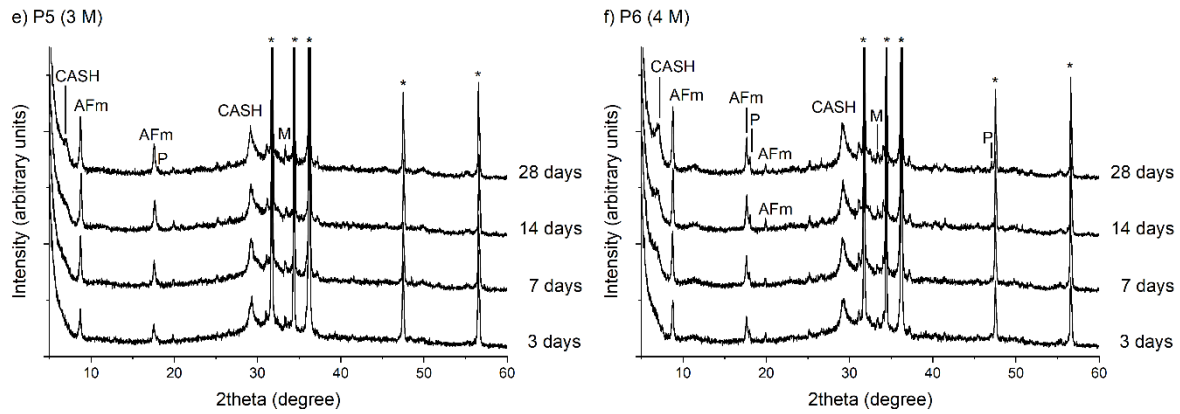 e) P5 (3 M)
* * *
* *
CASH
AFm
AFm
P
CASH
M
28 days
14 days
7 days
3 days
Intensity (arbitrary units)
10 20 30 40 50 60
2theta (degree)
f) P6 (4 M)
* * *
* *
CASH
AFm
AFm
P
AFm
AFm
CASH
M
P
28 days
14 days
7 days
3 days
Intensity (arbitrary units)
10 20 30 40 50 60
2theta (degree)